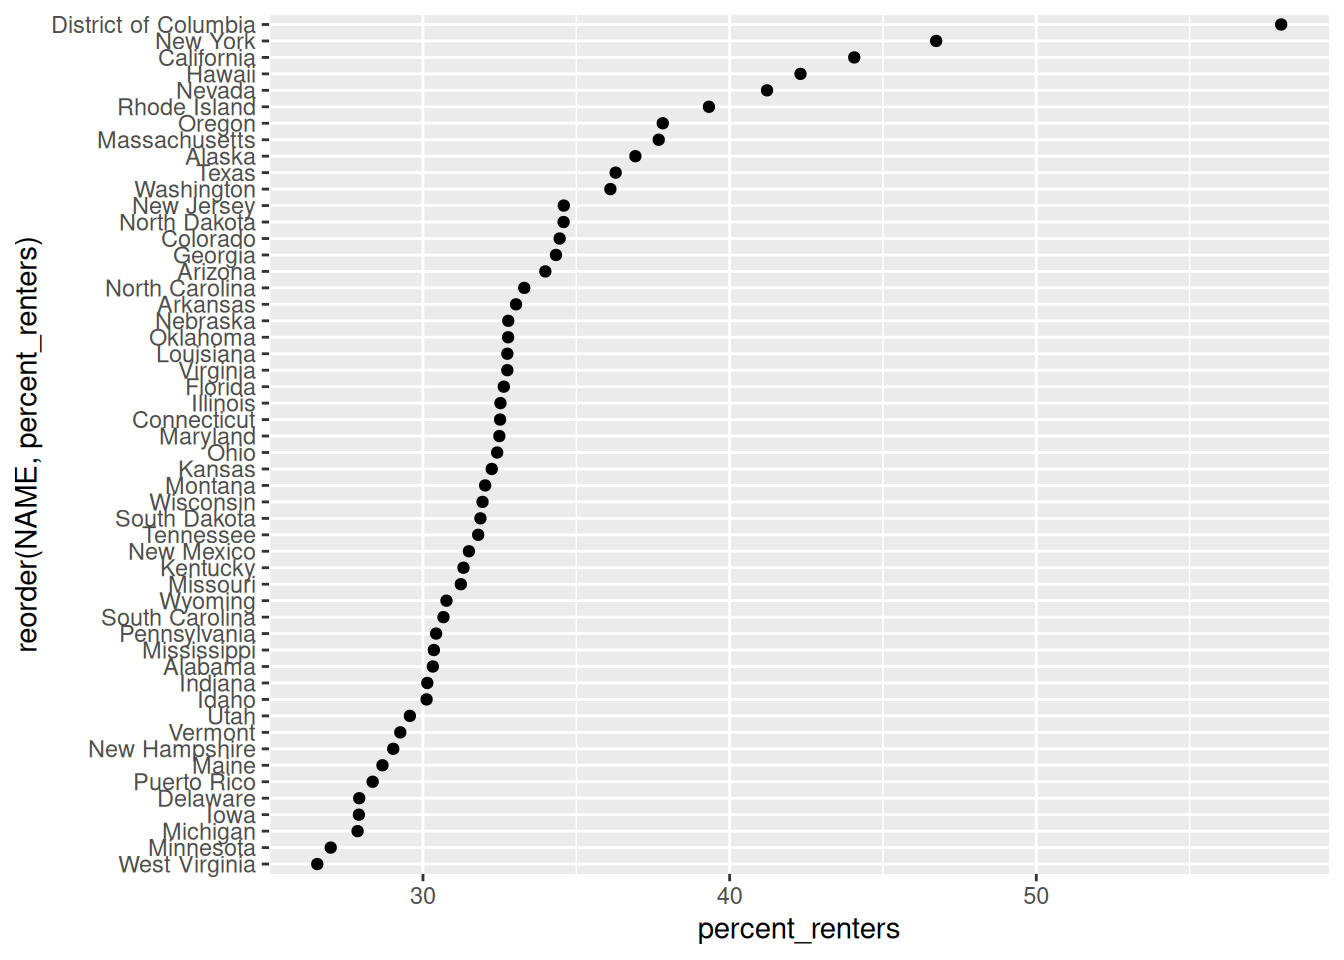 District of Columbia
New York
California
Hawaii
Nevada
Rhode Island
Oregon
Massachusetts
Alaska
Texas
Washington
New Jersey
North Dakota
Colorado
Georgia
Arizona
North Carolina
Arkansas
Nebraska
Oklahoma
Louisiana
Virginia
Florida
Illinois
Connecticut
Maryland
Ohio
Kansas
Montana
Wisconsin
South Dakota
Tennessee
New Mexico
Kentucky
Missouri
Wyoming
South Carolina
Pennsylvania
Mississippi
Alabama
Indiana
Idaho
Utah
Vermont
New Hampshire
Maine
Puerto Rico
Delaware
Iowa
Michigan
Minnesota
West Virginia
reorder(NAME, percent_renters)
30 40 50
percent_renters